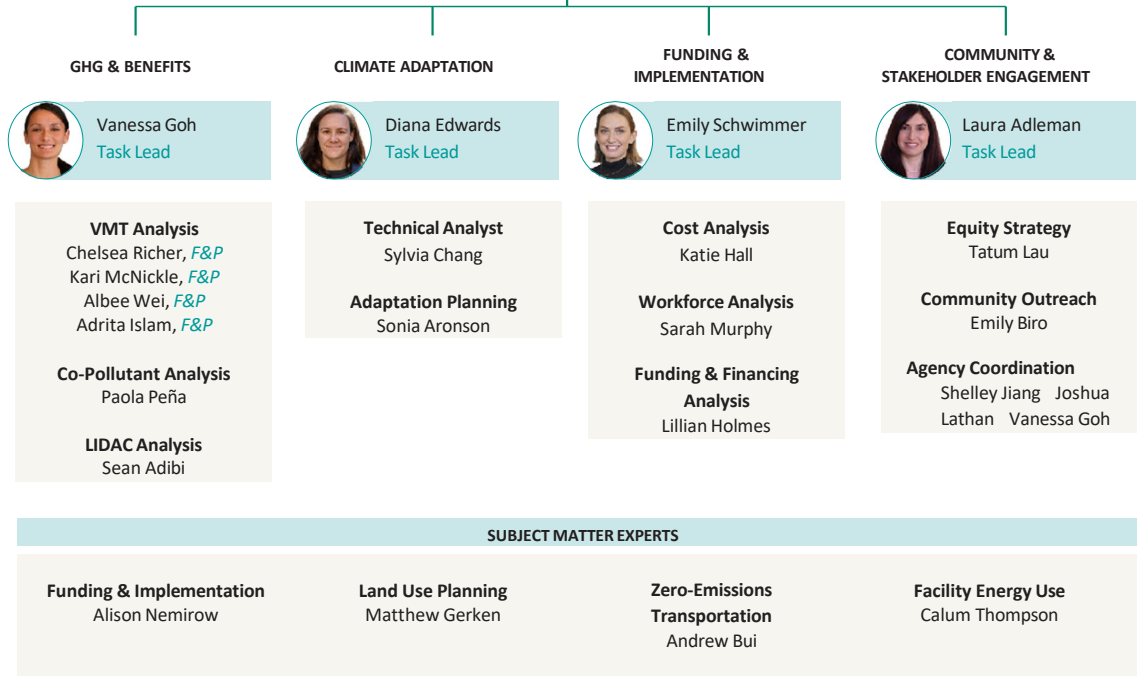 GHG & BENEFITS
Vanessa Goh
Task Lead
VMT Analysis
Chelsea Richer, F&P
Kari McNickle, F&P
Albee Wei, F&P
Adrita Islam, F&P
Co-Pollutant Analysis
Paola Peña
LIDAC Analysis
Sean Adibi
CLIMATE ADAPTATION
Diana Edwards
Task Lead
Technical Analyst
Sylvia Chang
Adaptation Planning
Sonia Aronson
FUNDING &
IMPLEMENTATION
Emily Schwimmer
Task Lead
Cost Analysis
Katie Hall
Workforce Analysis
Sarah Murphy
Funding & Financing
Analysis
Lillian Holmes
COMMUNITY &
STAKEHOLDER ENGAGEMENT
Laura Adleman
Task Lead
Equity Strategy
Tatum Lau
Community Outreach
Emily Biro
Agency Coordination
Shelley Jiang Joshua
Lathan Vanessa Goh
SUBJECT MATTER EXPERTS
Funding & Implementation
Alison Nemirow
Land Use Planning
Matthew Gerken
Zero-Emissions
Transportation
Andrew Bui
Facility Energy Use
Calum Thompson